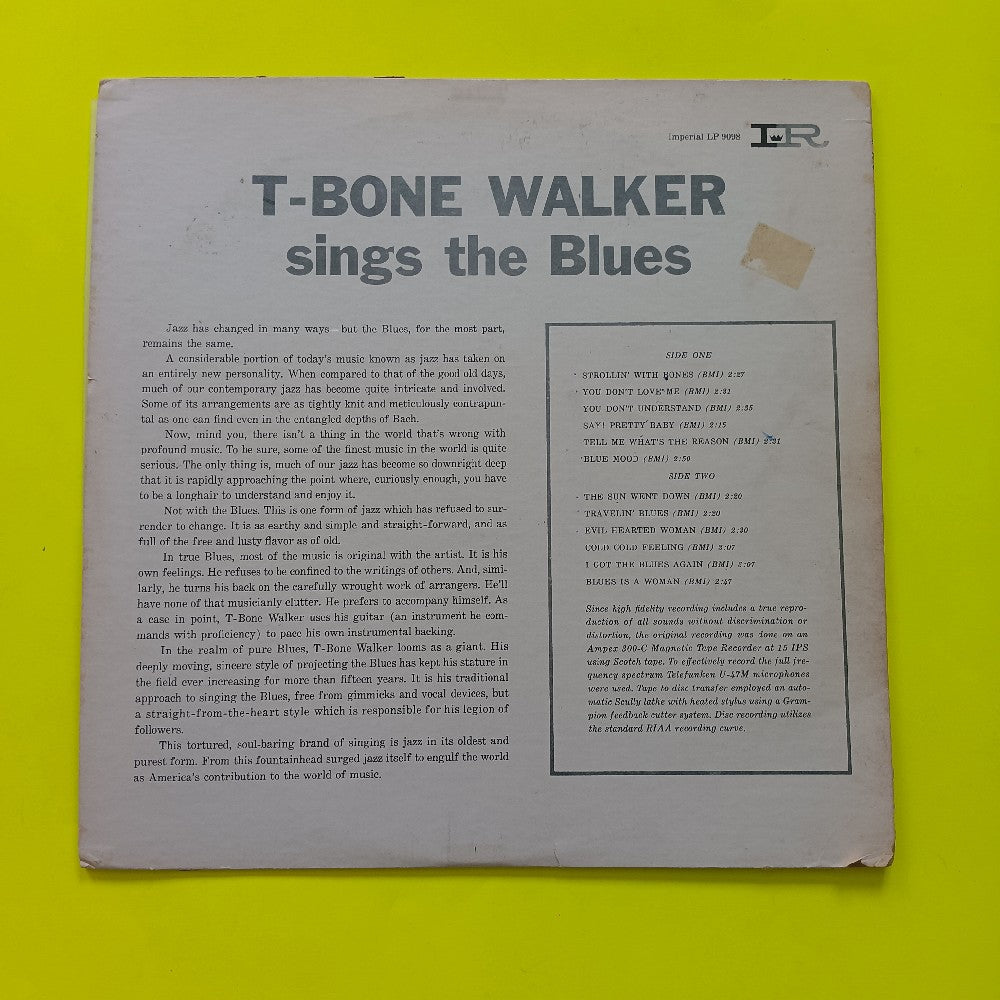 Imperial LP 9098 IR
T-BONE WALKER
sings the Blues
Jazz has changed in many ways but the Blues, for the most part,
remains the same.
A considerable portion of today's music known as jazz has taken on
an entirely new personality. When compared to that of the good old days,
much of our contemporary jazz has become quite intricate and involved.
Some of its arrangements are as tightly knit and meticulously contrapun-
tal as one can find even in the entangled depths of Bach.
Now, mind you, there isn't a thing in the world that's wrong with
profound music. To be sure, some of the finest music in the world is quite
serious. The only thing is, much of our jazz has become so downright deep
that it is rapidly approaching the point where, curiously enough, you have
to be a longhair to understand and enjoy it.
Not with the Blues. This is one form of jazz which has refused to sur-
render to change. It is as earthy and simple and straight-forward, and as
full of the free and lusty flavor as of old.
In true Blues, most of the music is original with the artist. It is his
own feelings. He refuses to be confined to the writings of others. And, simi-
larly, he turns his back on the carefully wrought work of arrangers. He'll
have none of that musicianly clutter. He prefers to accompany himself. As
a case in point, T-Bone Walker uses his guitar (an instrument he com-
mands with proficiency) to pace his own instrumental backing.
In the realm of pure Blues, T-Bone Walker looms as a giant. His
deeply moving, sincere style of projecting the Blues has kept his stature in
the field ever increasing for more than fifteen years. It is his traditional
approach to singing the Blues, free from gimmicks and vocal devices, but
a straight-from-the-heart style which is responsible for his legion of
followers.
This tortured, soul-baring brand of singing is jazz in its oldest and
purest form. From this fountainhead surged jazz itself to engulf the world
as America's contribution to the world of music.
SIDE ONE
STROLLIN' WITH BONES (BMI) 2:27
YOU DON'T LOVE ME (BMI) 2:31
YOU DON'T UNDERSTAND (BMI) 2:35
SAY! PRETTY BABY (BMI) 2:15
TELL ME WHAT'S THE REASON (BMI) 2:31
BLUE MOOD (BMI) 2:50
SIDE TWO
THE SUN WENT DOWN (BMI) 2:20
TRAVELIN' BLUES (BMI) 2:20
EVIL HEARTED WOMAN (BMI) 2:30
COLD COLD FEELING (BMI) 3:07
I GOT THE BLUES AGAIN (BMI) 3:07
BLUES IS A WOMAN (BMI) 2:47
Since high fidelity recording includes a true repro-
duction of all sounds without discrimination or
distortion, the original recording was done on an
Ampex 300-C Magnetic Tape Recorder at 15 IPS
using Scotch tape. To effectively record the full fre-
quency spectrum Telefunken U-47M microphones
were used. Tape to disc transfer employed an auto-
matic Scully lathe with heated stylus using a Gram-
pion feedback cutter system. Disc recording utilizes
the standard RIAA recording curve.